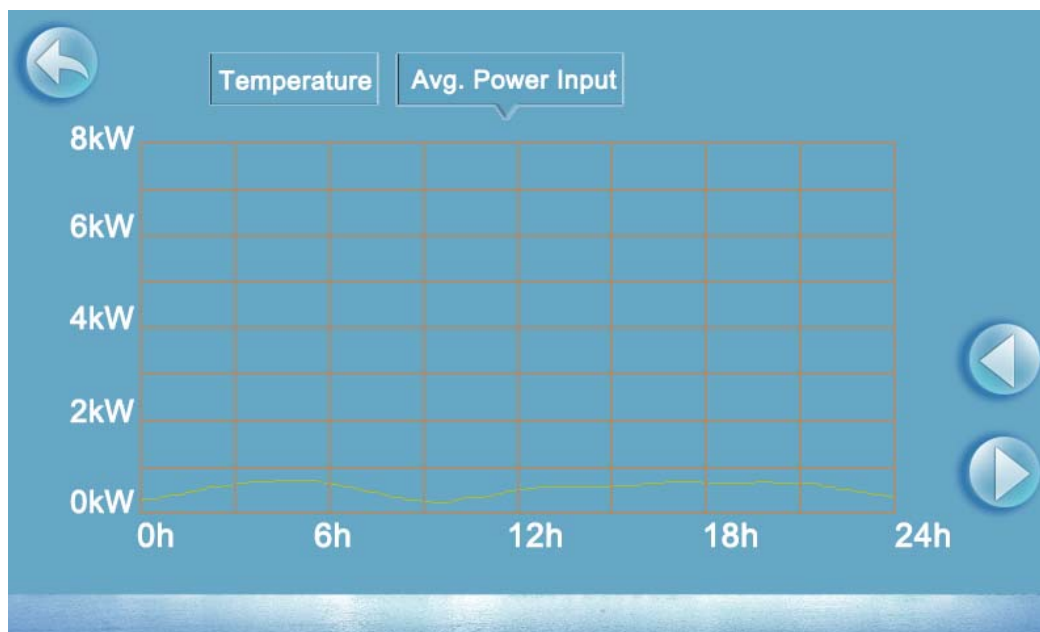 Temperature
Avg. Power Input
8kW
6kW
4kW
2kW
0kW
0h 6h 12h 18h 24h